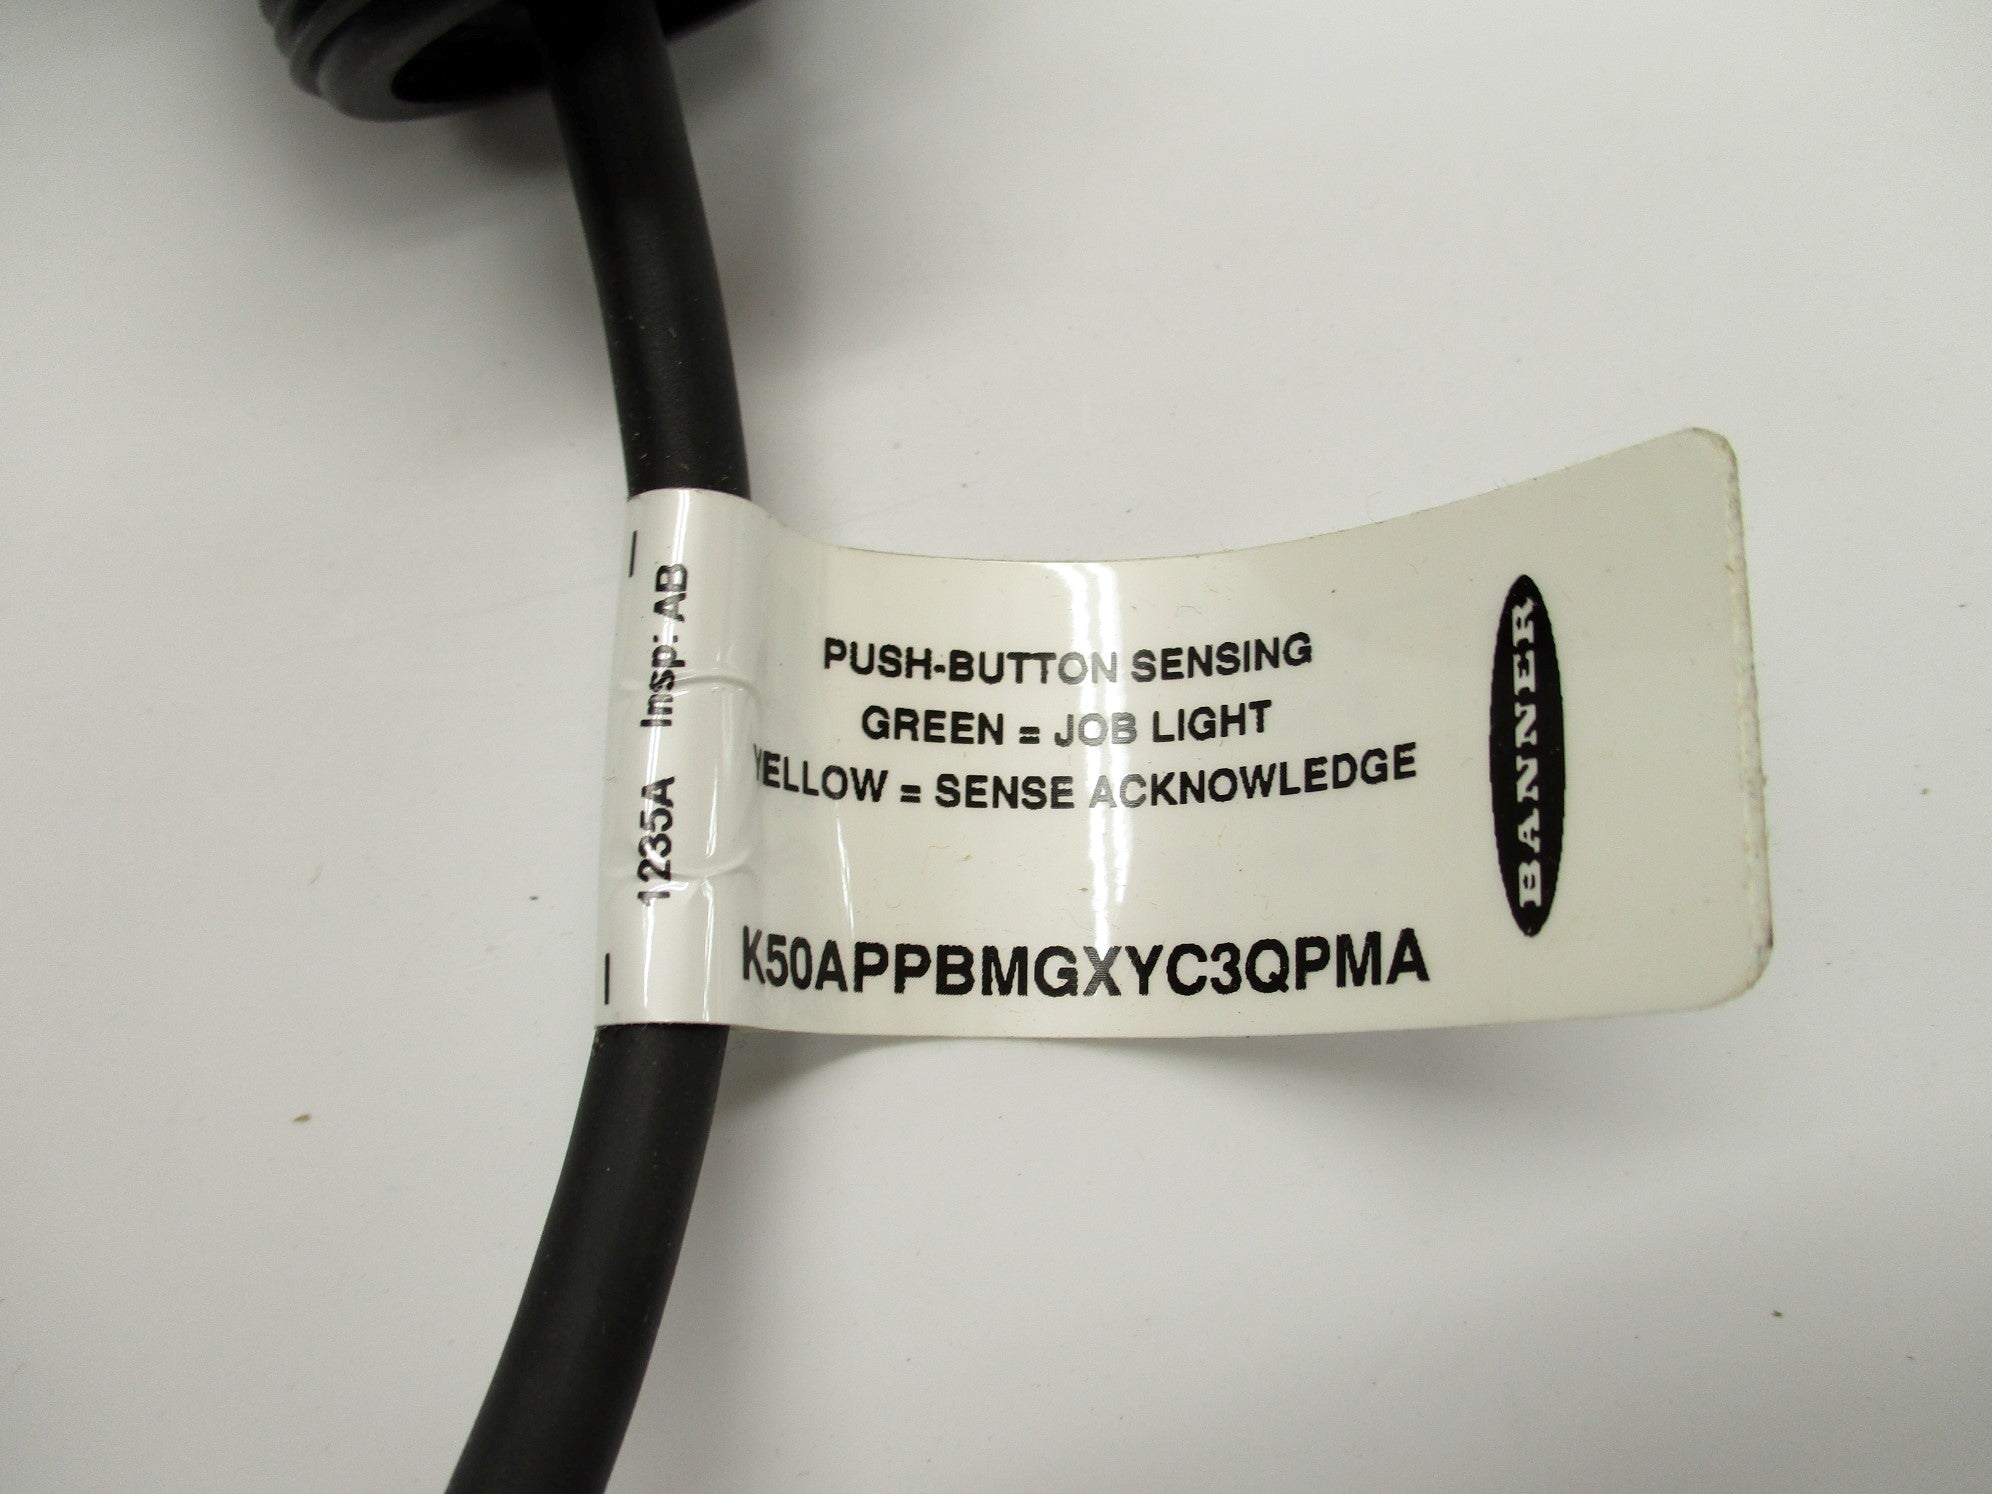 1235A Insp: AB
PUSH-BUTTON SENSING
GREEN = JOB LIGHT
YELLOW = SENSE ACKNOWLEDGE
K50APPBMGXYC3QPMA
BANNER